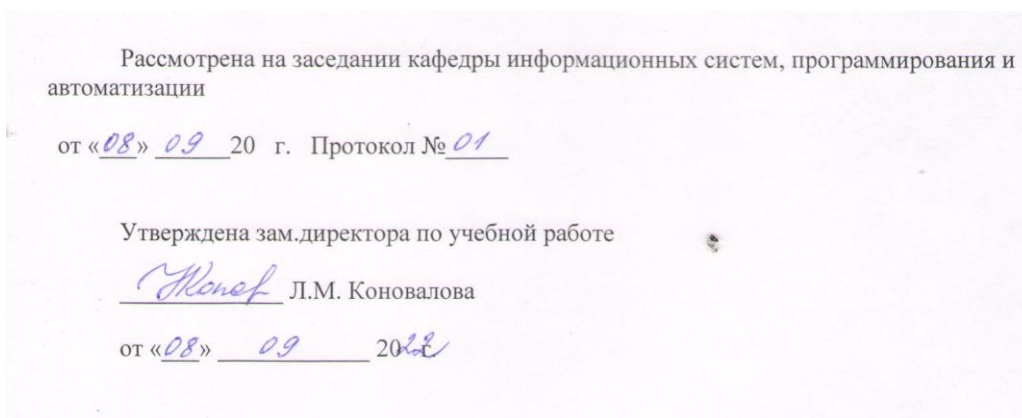 Рассмотрена на заседании кафедры информационных систем, программирования и
автоматизации
от «08» 09 20 г. Протокол № 01
Утверждена зам.директора по учебной работе
Л.М. Коновалова
от «08» 09 2022 г.